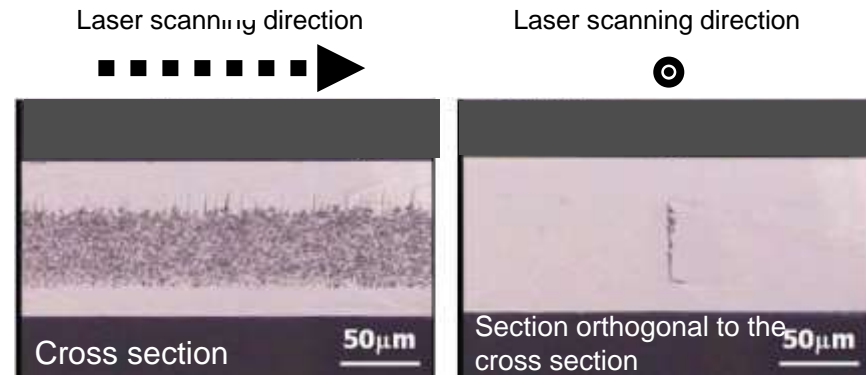 Laser scanning direction
Laser scanning direction
Cross section
50µm
Section orthogonal to the
cross section
50µm